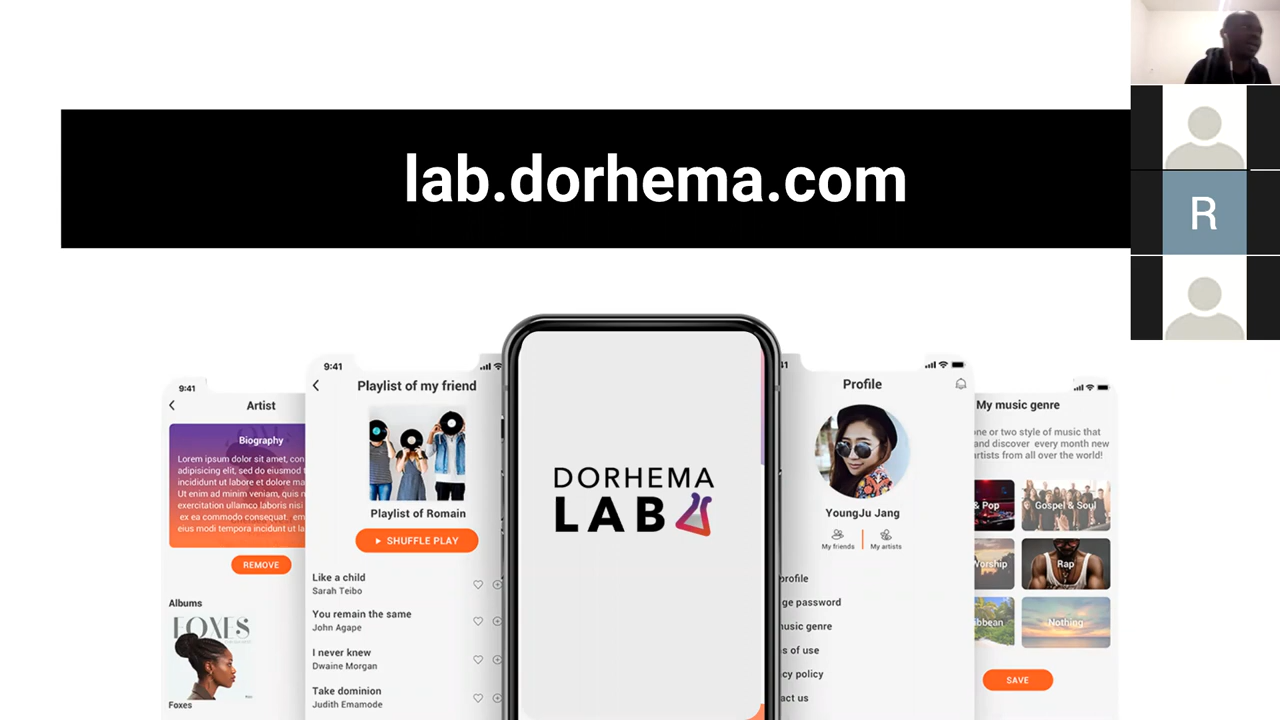 lab.dorhema.com
R
9:41
Artist
Biography
Lorem ipsum dolor sit amet, con
adipisicing elit, sed do eiusmod t
incididunt ut labore et dolore ma
Ut enim ad minim veniam, quis n
exercitation ullamco laboris nisi
ex ea commodo consequat. em
eius modi tempora incidunt ut la
REMOVE
Albums
FOXES
Foxes
9:41
Playlist of my friend
Playlist of Romain
SHUFFLE PLAY
Like a child
Sarah Teibo
You remain the same
John Agape
I never knew
Dwaine Morgan
Take dominion
Judith Emamode
DORHEMA
LAB
41
Profile
YoungJu Jang
My friends
My artists
profile
ge password
music genre
s of use
cy policy
act us
My music genre
one or two style of music that
and discover every month new
artists from all over the world!
& Pop
Gospel & Soul
Worship
Rap
ibbean
Nothing
SAVE